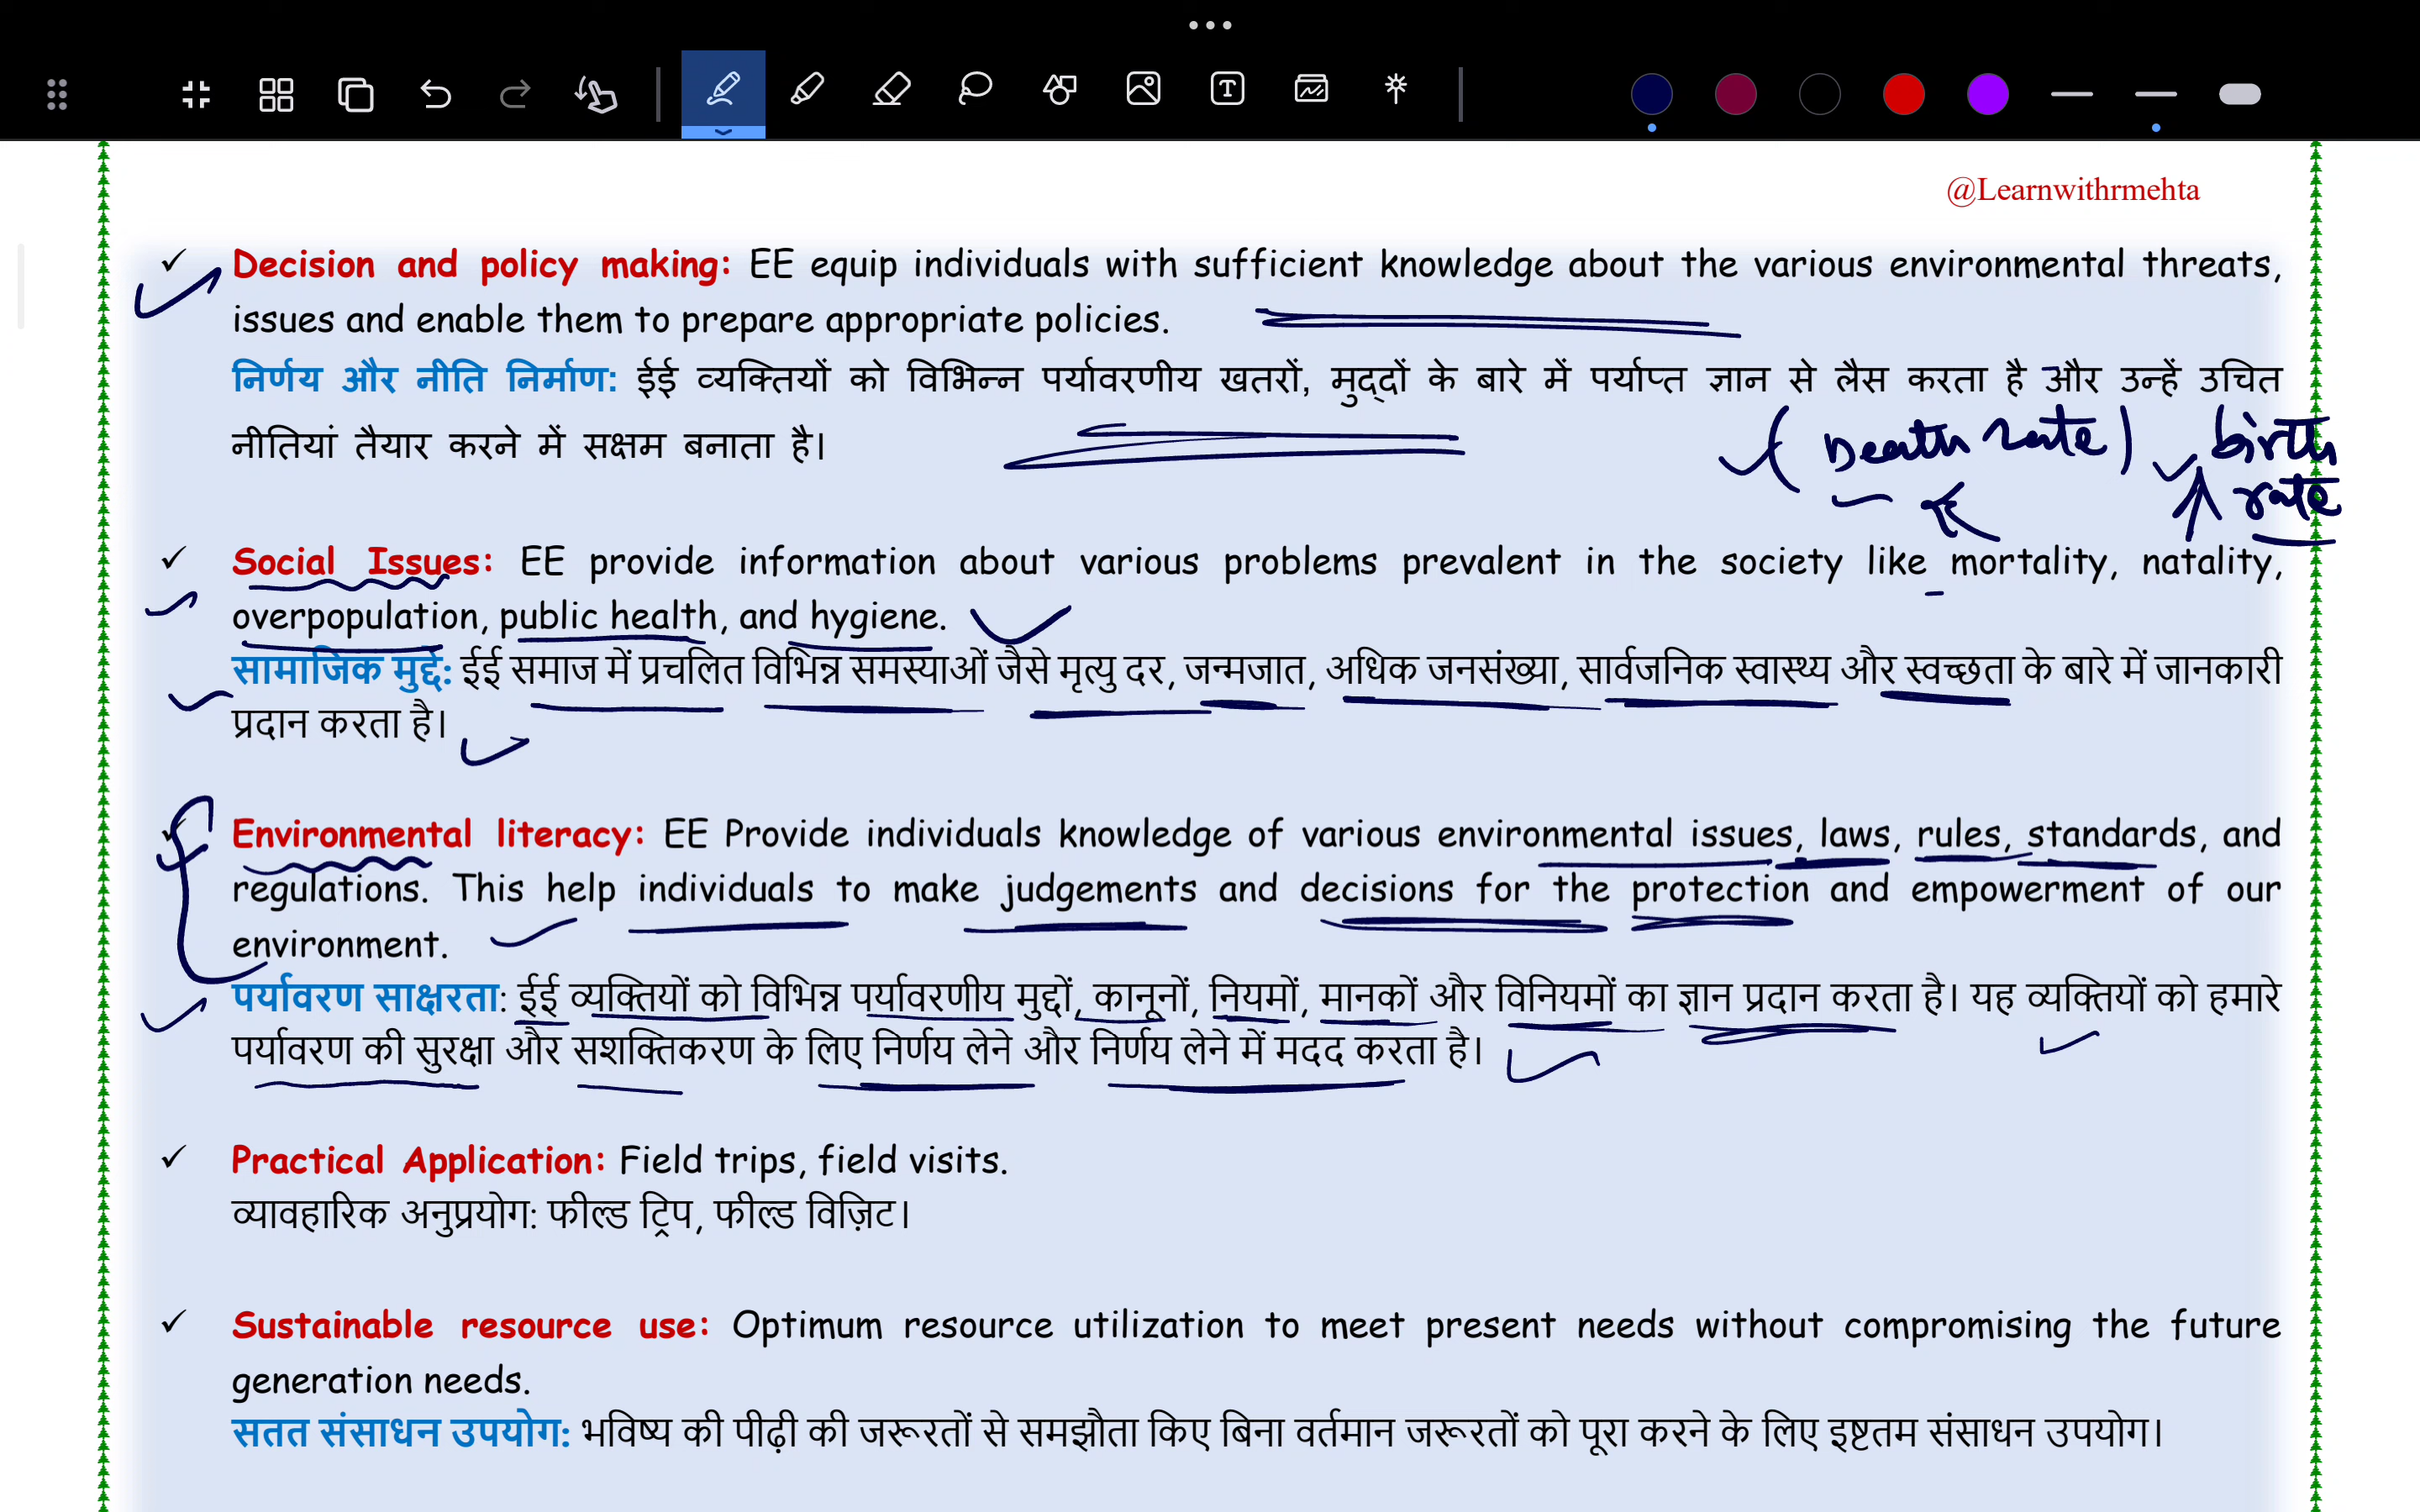 @Learnwithrmehta
✓ Decision and policy making: EE equip individuals with sufficient knowledge about the various environmental threats,
issues and enable them to prepare appropriate policies.
निर्णय और नीति निर्माण: ईई व्यक्तियों को विभिन्न पर्यावरणीय खतरों, मुद्दों के बारे में पर्याप्त ज्ञान से लैस करता है और उन्हें उचित
नीतियां तैयार करने में सक्षम बनाता है।
(Death rate) birth
rate
✓ Social Issues: EE provide information about various problems prevalent in the society like mortality, natality,
overpopulation, public health, and hygiene.
सामाजिक मुद्दे: ईई समाज में प्रचलित विभिन्न समस्याओं जैसे मृत्यु दर, जन्मजात, अधिक जनसंख्या, सार्वजनिक स्वास्थ्य और स्वच्छता के बारे में जानकारी
प्रदान करता है।
✓ Environmental literacy: EE Provide individuals knowledge of various environmental issues, laws, rules, standards, and
regulations. This help individuals to make judgements and decisions for the protection and empowerment of our
environment.
पर्यावरण साक्षरता: ईई व्यक्तियों को विभिन्न पर्यावरणीय मुद्दों, कानूनों, नियमों, मानकों और विनियमों का ज्ञान प्रदान करता है। यह व्यक्तियों को हमारे
पर्यावरण की सुरक्षा और सशक्तिकरण के लिए निर्णय लेने और निर्णय लेने में मदद करता है।
✓ Practical Application: Field trips, field visits.
व्यावहारिक अनुप्रयोग: फील्ड ट्रिप, फील्ड विज़िट।
✓ Sustainable resource use: Optimum resource utilization to meet present needs without compromising the future
generation needs.
सतत संसाधन उपयोग: भविष्य की पीढ़ी की जरूरतों से समझौता किए बिना वर्तमान जरूरतों को पूरा करने के लिए इष्टतम संसाधन उपयोग।